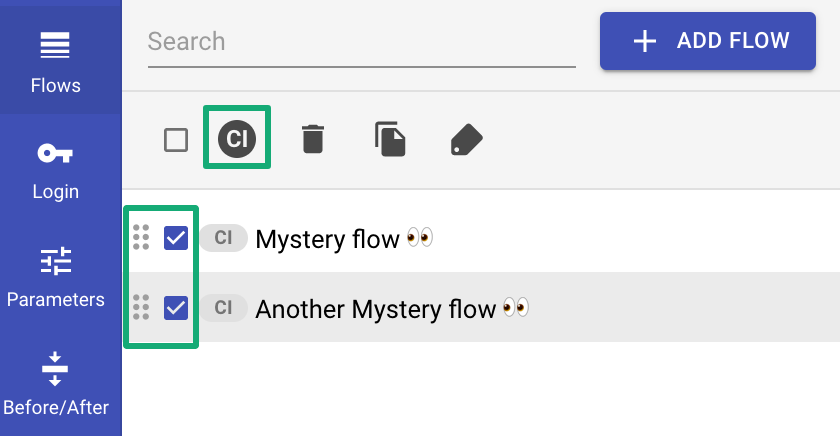 Search
ADD FLOW
Flows
CI
Login
CI Mystery flow 👀
Parameters
CI Another Mystery flow 👀
Before/After